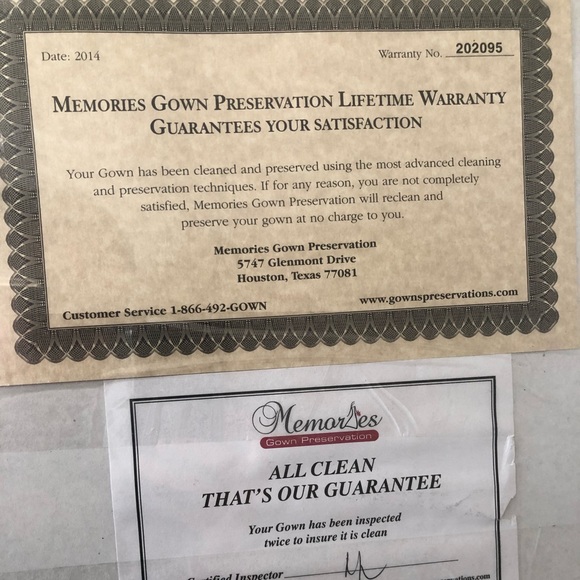 Date: 2014 Warranty No. 202095
MEMORIES GOWN PRESERVATION LIFETIME WARRANTY
GUARANTEES YOUR SATISFACTION
Your Gown has been cleaned and preserved using the most advanced cleaning
and preservation techniques. If for any reason, you are not completely
satisfied, Memories Gown Preservation will reclean and
preserve your gown at no charge to you.
Memories Gown Preservation
5747 Glenmont Drive
Houston, Texas 77081
Customer Service 1-866-492-GOWN www.gownspreservations.com
Memories
Gown Preservation
ALL CLEAN
THAT'S OUR GUARANTEE
Your Gown has been inspected
twice to insure it is clean
Certified Inspector